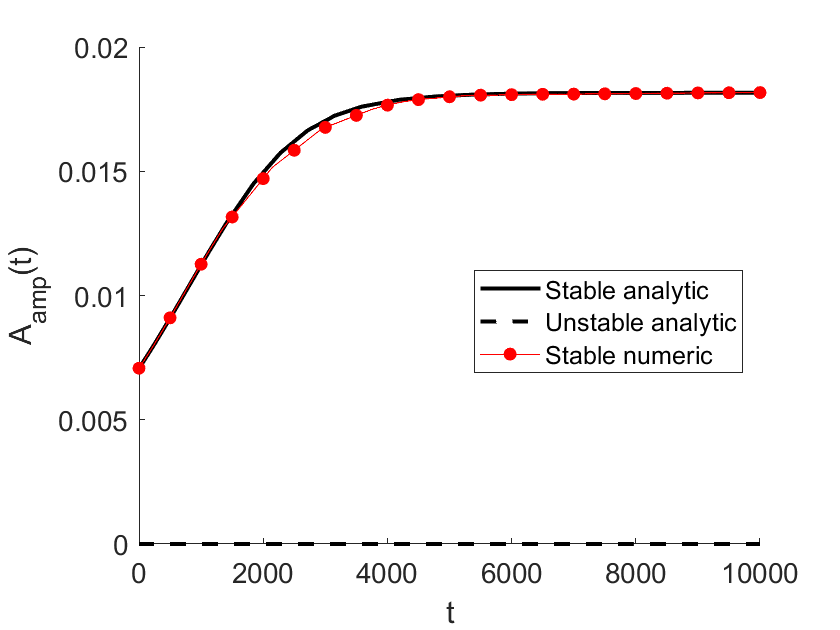 0.02
0.015
0.01
0.005
0
A_amp(t)
Stable analytic
Unstable analytic
Stable numeric
0 2000 4000 6000 8000 10000
t